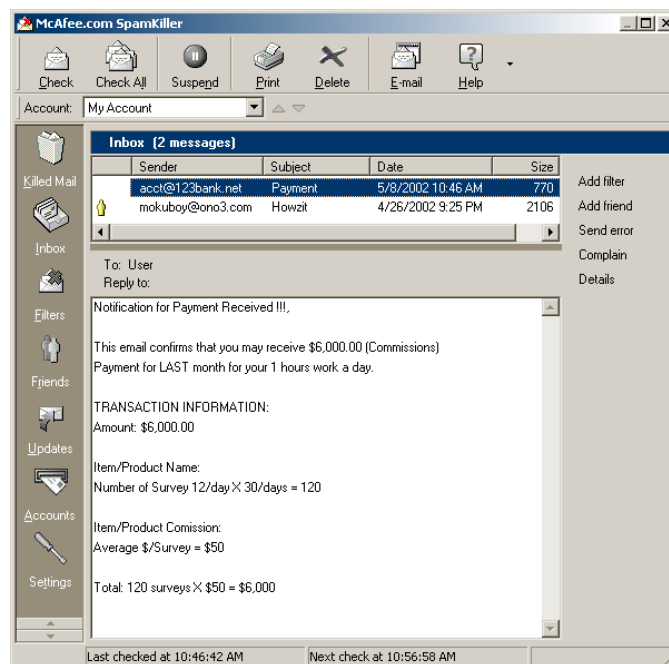 McAfee.com SpamKiller
Check Check All Suspend Print Delete E-mail Help
Account: My Account
Killed Mail
Inbox
Filters
Friends
Updates
Accounts
Settings
Inbox (2 messages)
Sender Subject Date Size
acct@123bank.net Payment 5/8/2002 10:46 AM 770
mokuboy@ono3.com Howzit 4/26/2002 9:25 PM 2106
Add filter
Add friend
Send error
Complain
Details
To: User
Reply to:
Notification for Payment Received !!!,
This email confirms that you may receive $6,000.00 (Commissions)
Payment for LAST month for your 1 hours work a day.
TRANSACTION INFORMATION:
Amount: $6,000.00
Item/Product Name:
Number of Survey 12/day X 30/days = 120
Item/Product Comission:
Average $/Survey = $50
Total: 120 surveys X $50 = $6,000
Last checked at 10:46:42 AM Next check at 10:56:58 AM